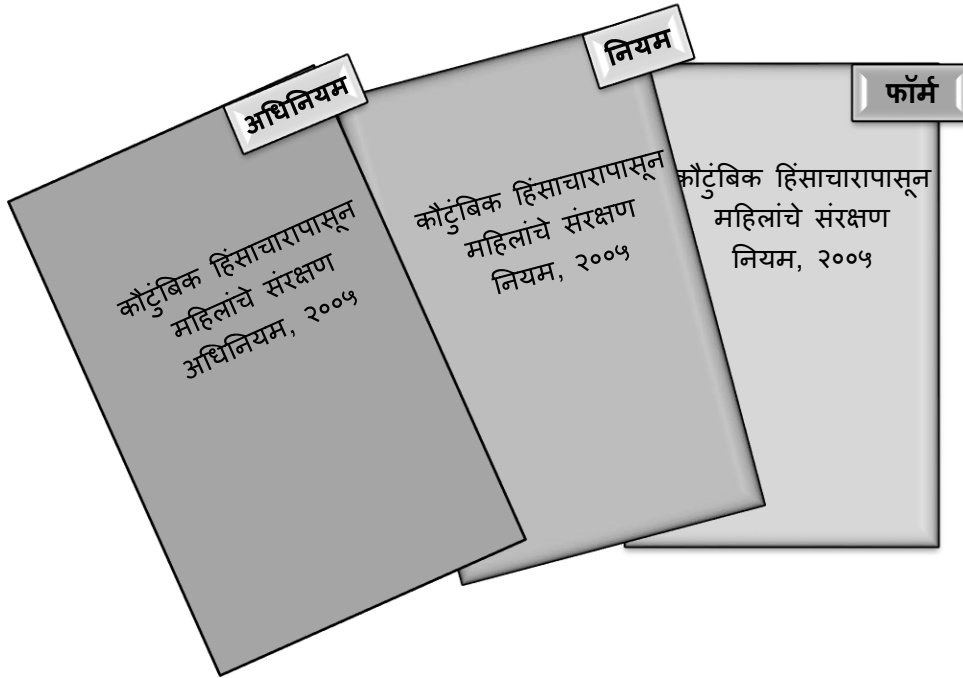 अधिनियम
कौटुंबिक हिंसाचारापासून
महिलांचे संरक्षण
अधिनियम, २००५
नियम
कौटुंबिक हिंसाचारापासून
महिलांचे संरक्षण
नियम, २००५
फॉर्म
कौटुंबिक हिंसाचारापासून
महिलांचे संरक्षण
नियम, २००५